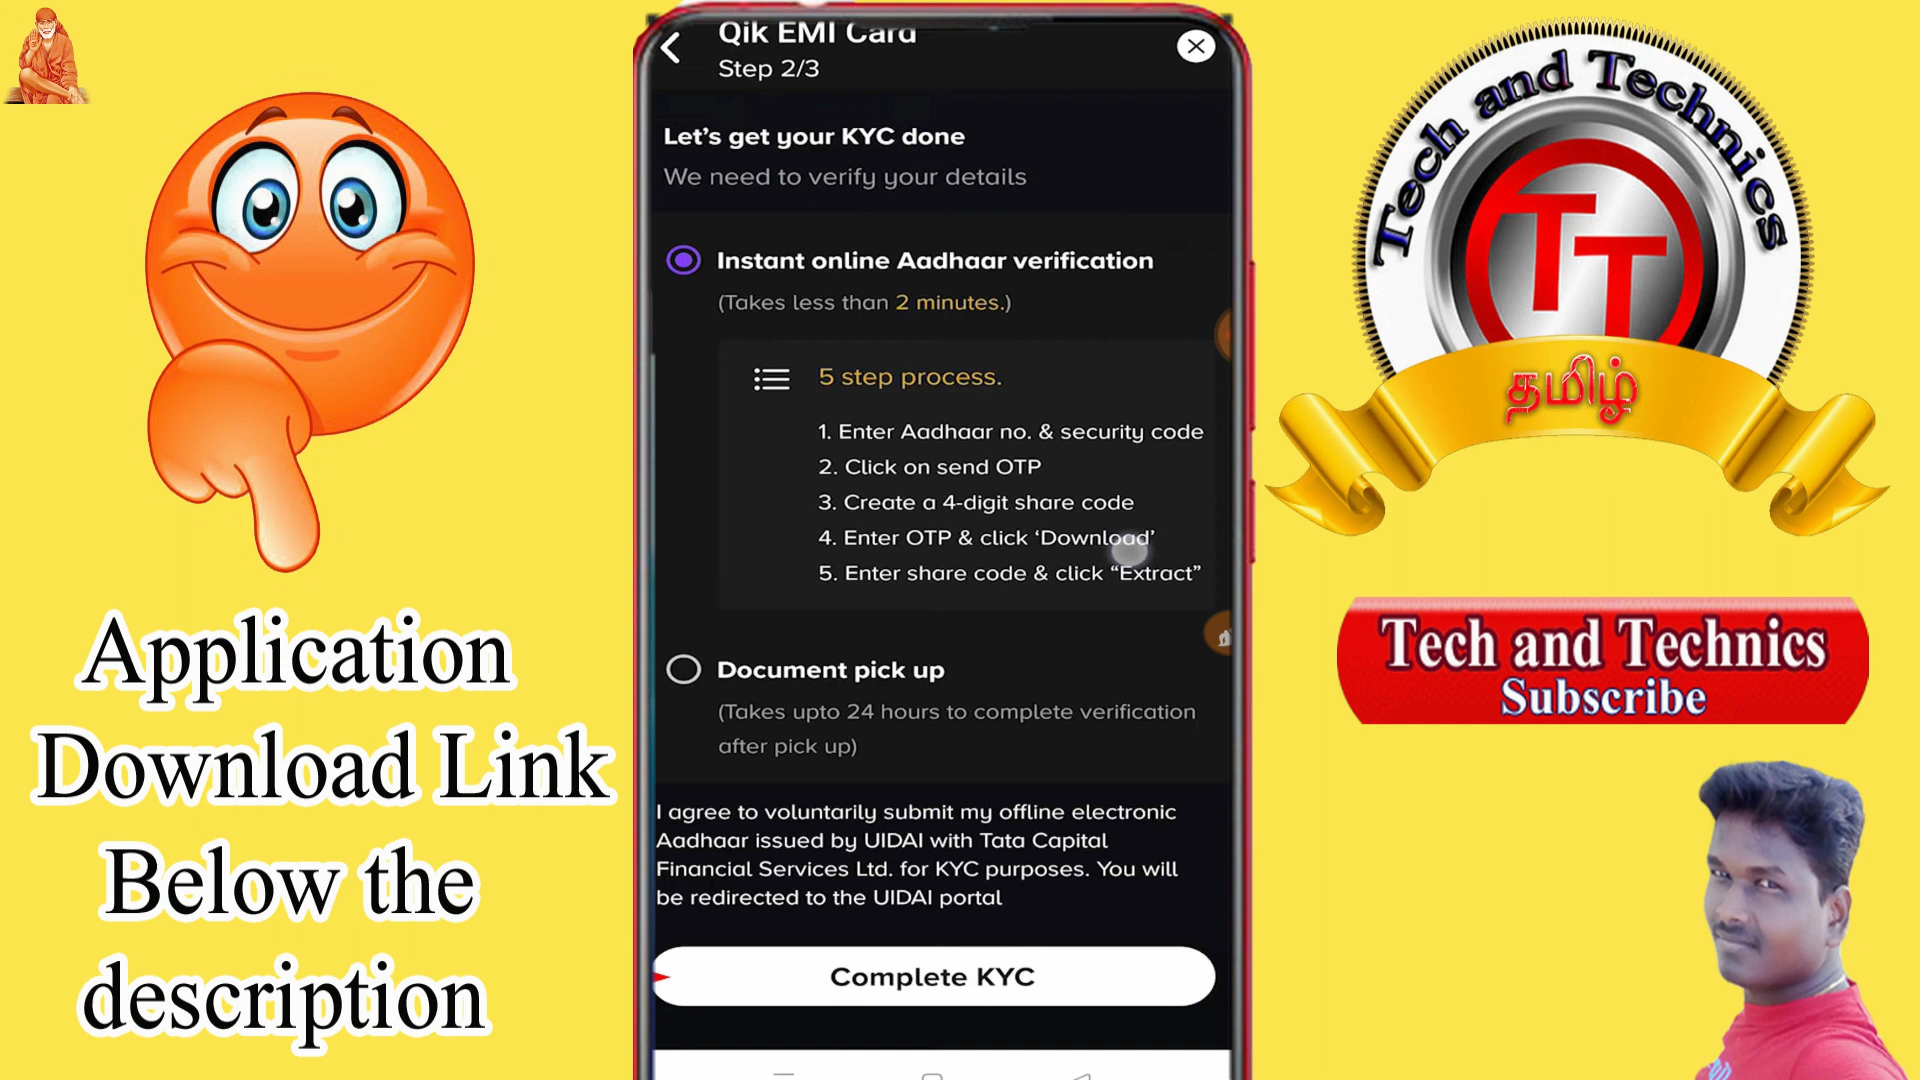 Application
Download Link
Below the
description
Qik EMI Card
Step 2/3
Let’s get your KYC done
We need to verify your details
Instant online Aadhaar verification
(Takes less than 2 minutes.)
5 step process.
1. Enter Aadhaar no. & security code
2. Click on send OTP
3. Create a 4-digit share code
4. Enter OTP & click ‘Download’
5. Enter share code & click “Extract”
Document pick up
(Takes upto 24 hours to complete verification
after pick up)
I agree to voluntarily submit my offline electronic
Aadhaar issued by UIDAI with Tata Capital
Financial Services Ltd. for KYC purposes. You will
be redirected to the UIDAI portal
Complete KYC
Tech and Technics
TT
தமிழ்
Tech and Technics
Subscribe